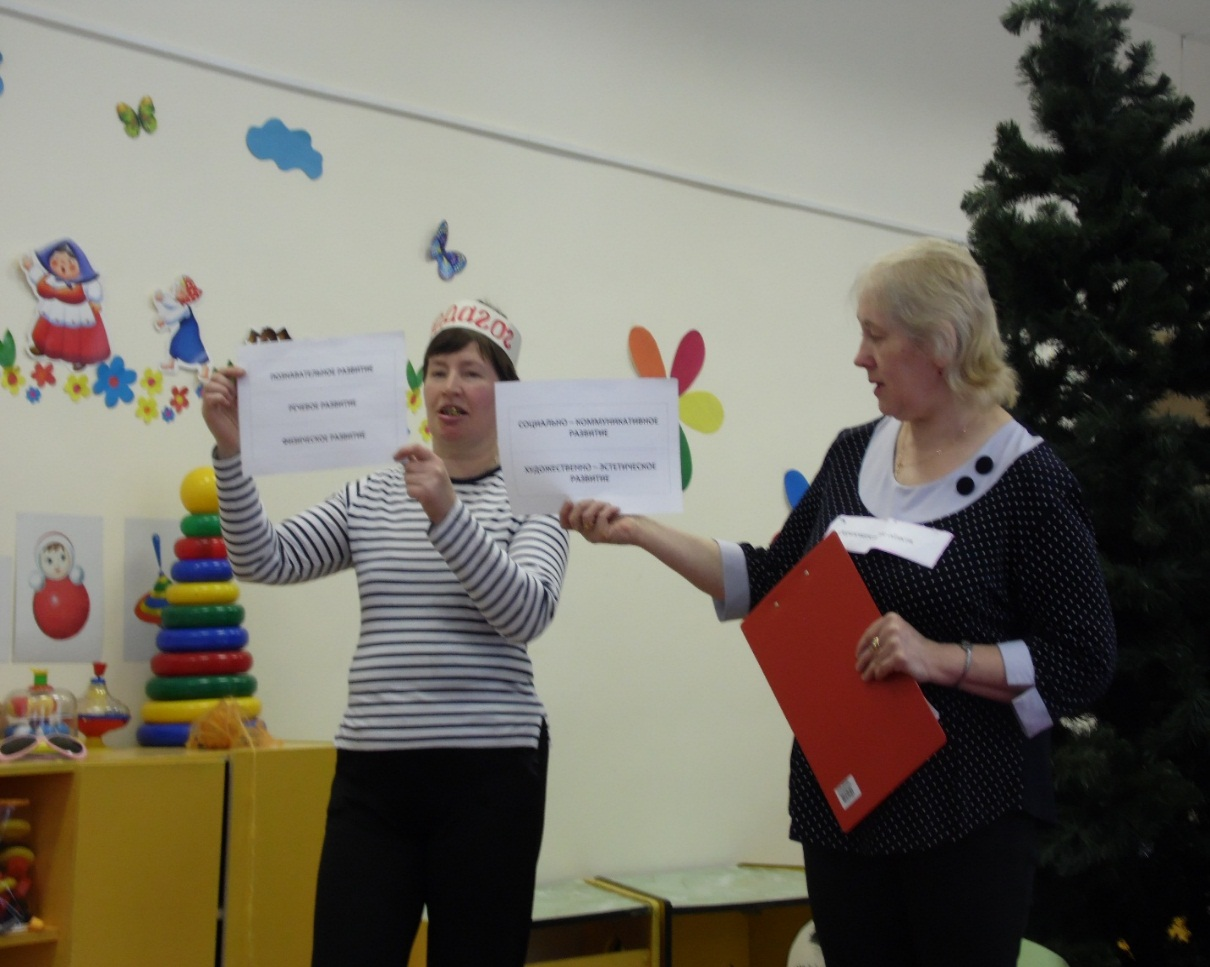 ПОЗНАВАТЕЛЬНОЕ РАЗВИТИЕ
РЕЧЕВОЕ РАЗВИТИЕ
ФИЗИЧЕСКОЕ РАЗВИТИЕ
СОЦИАЛЬНО – КОММУНИКАТИВНОЕ
РАЗВИТИЕ
ХУДОЖЕСТВЕННО – ЭСТЕТИЧЕСКОЕ
РАЗВИТИЕ